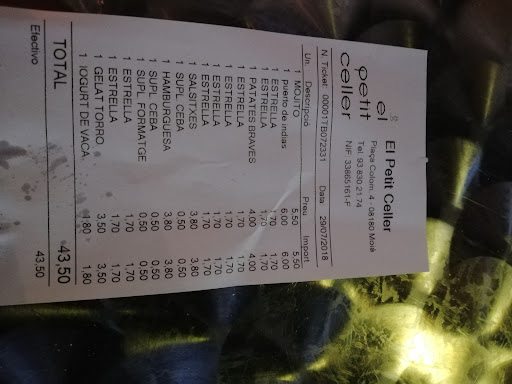 el
petit
celler
El Petit Celler
Plaça Colom, 4 - 08180 Moià
Tel. 93 830 21 74
NIF: 33865161-F
N. Ticket: 00001TB072331 Data: 29/07/2018
Un. Descripció Preu Import
1 MOJITO 5,50 5,50
1 puerto de indias 6,00 6,00
1 ESTRELLA 1,70 1,70
1 ESTRELLA 1,70 1,70
1 PATATES BRAVES 4,00 4,00
1 ESTRELLA 1,70 1,70
1 ESTRELLA 1,70 1,70
1 ESTRELLA 1,70 1,70
1 ESTRELLA 1,70 1,70
1 SALSITXES 3,80 3,80
1 SUPL. CEBA 0,50 0,50
1 HAMBURGUESA 3,80 3,80
1 SUPL. CEBA 0,50 0,50
1 SUPL. FORMATGE 0,50 0,50
1 ESTRELLA 1,70 1,70
1 ESTRELLA 1,70 1,70
1 GELAT TORRO 3,50 3,50
1 IOGURT DE VACA 1,80 1,80
TOTAL 43,50
Efectivo 43,50